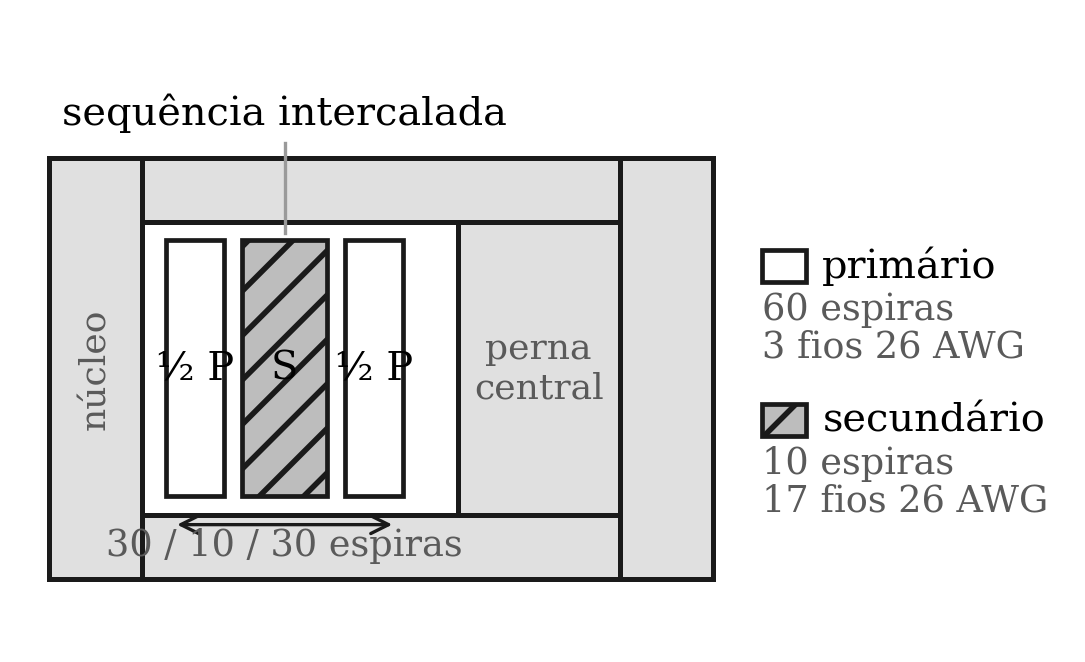 sequência intercalada
núcleo
½ P
S
½ P
perna
central
30 / 10 / 30 espiras
primário
60 espiras
3 fios 26 AWG
secundário
10 espiras
17 fios 26 AWG